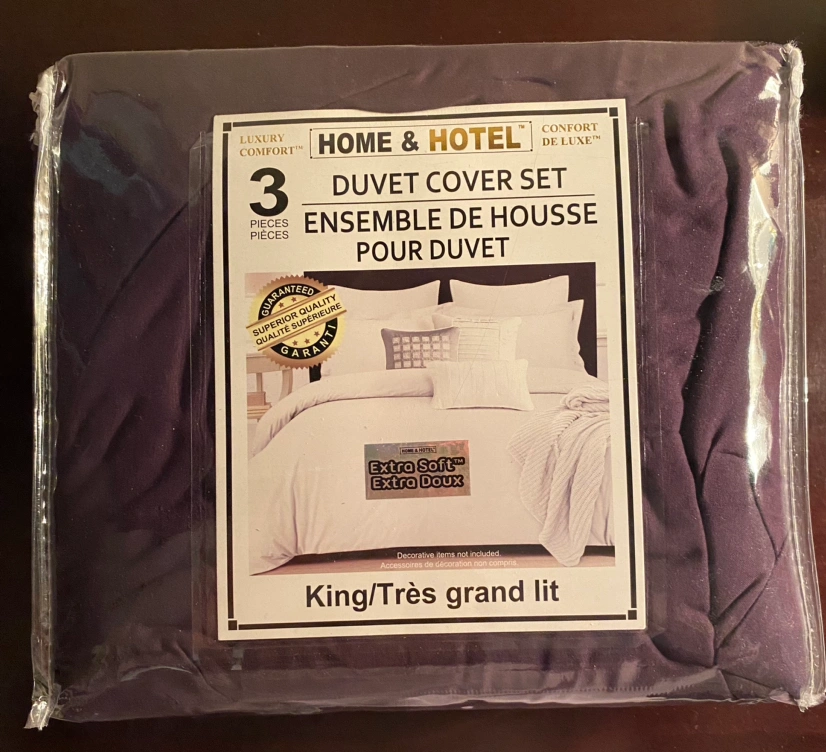 LUXURY
COMFORT™
HOME & HOTEL™
CONFORT
DE LUXE™
3
PIECES
PIÈCES
DUVET COVER SET
ENSEMBLE DE HOUSSE
POUR DUVET
GUARANTEED
SUPERIOR QUALITY
QUALITÉ SUPÉRIEURE
GARANTI
HOME & HOTEL™
Extra Soft™
Extra Doux
Decorative items not included.
Accessoires de décoration non compris.
King/Très grand lit